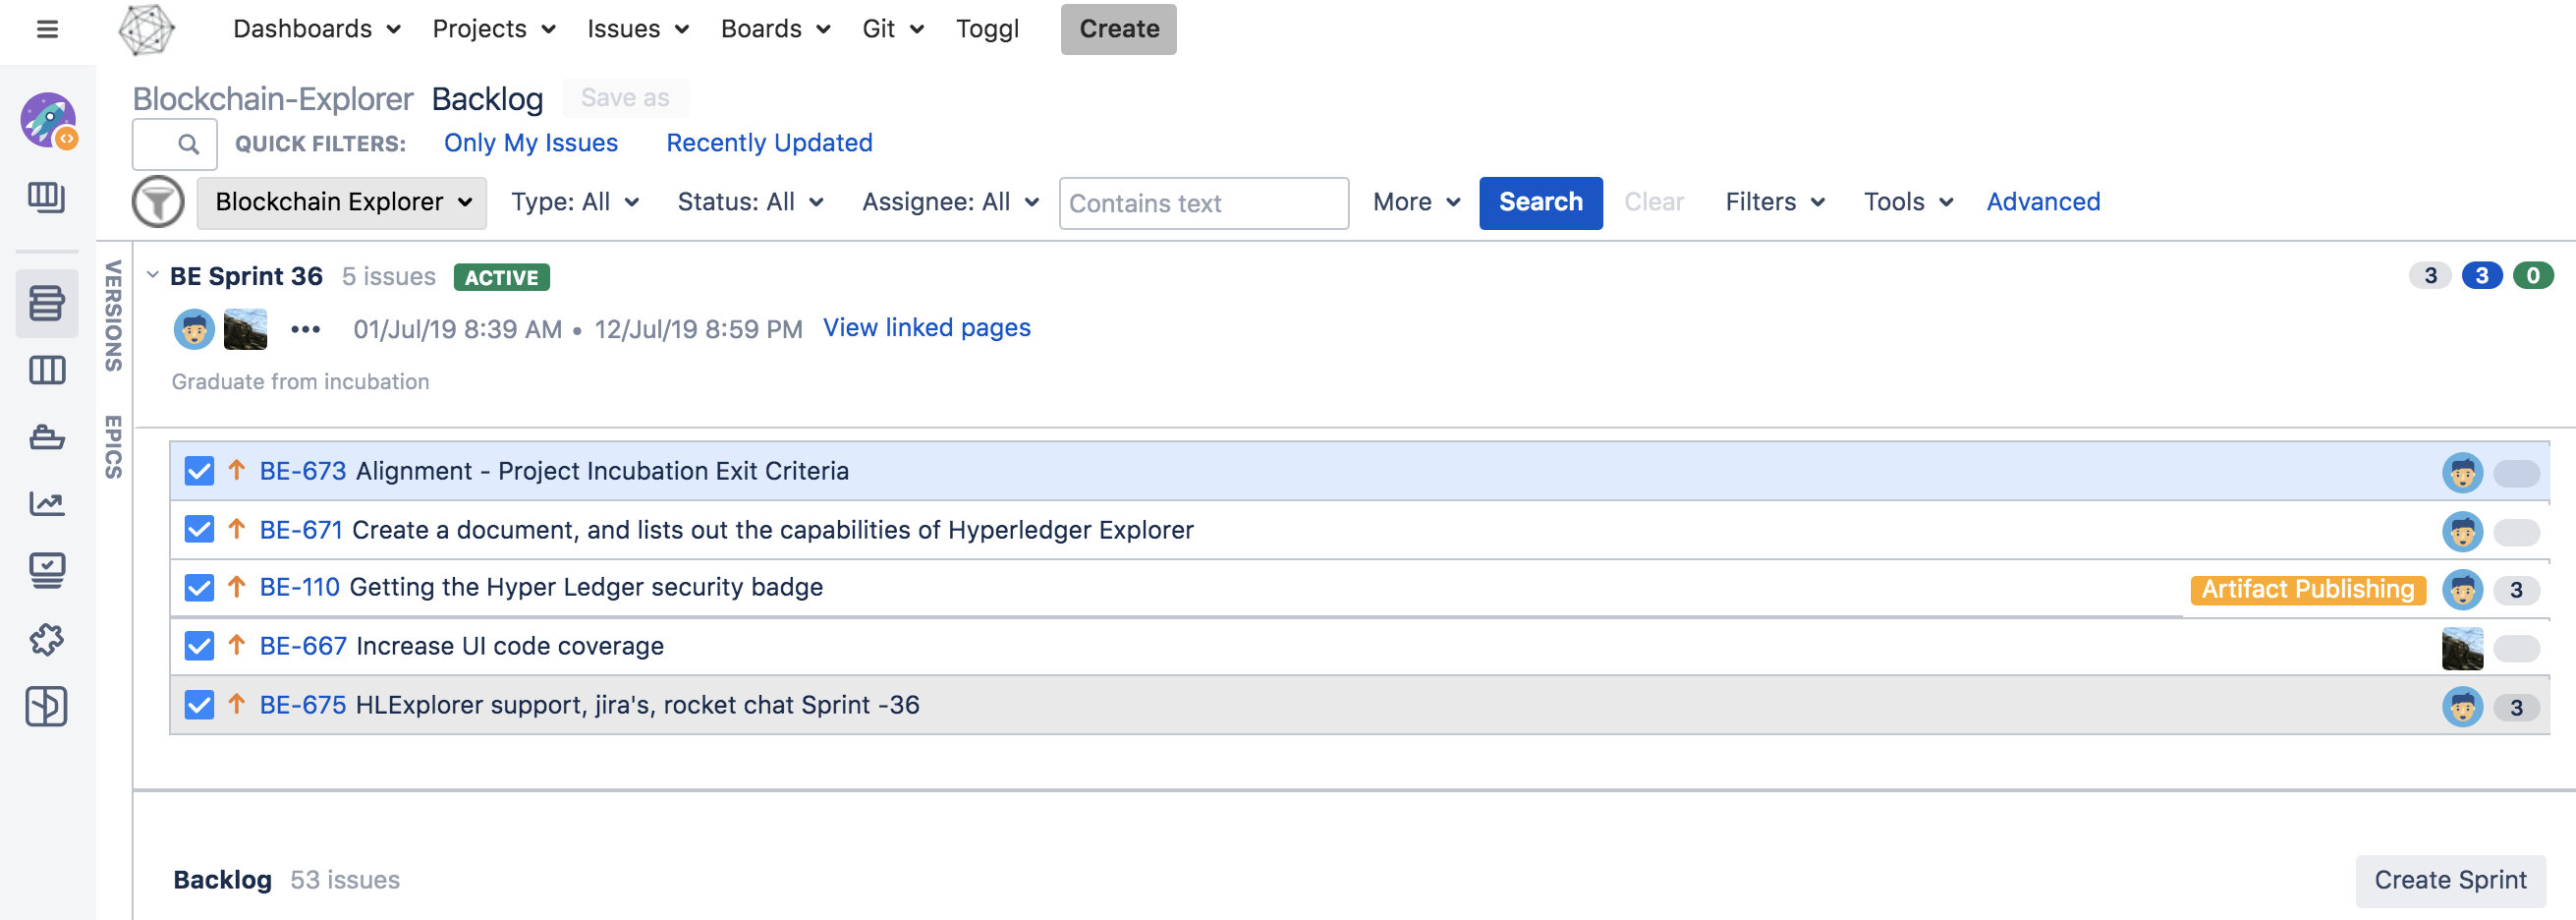 Dashboards Projects Issues Boards Git Toggl Create
Blockchain-Explorer Backlog Save as
QUICK FILTERS: Only My Issues Recently Updated
Blockchain Explorer Type: All Status: All Assignee: All Contains text More Search Clear Filters Tools Advanced
VERSIONS
EPICS
BE Sprint 36 5 issues ACTIVE 3 3 0
••• 01/Jul/19 8:39 AM • 12/Jul/19 8:59 PM View linked pages
Graduate from incubation
BE-673 Alignment - Project Incubation Exit Criteria
BE-671 Create a document, and lists out the capabilities of Hyperledger Explorer
BE-110 Getting the Hyper Ledger security badge Artifact Publishing 3
BE-667 Increase UI code coverage
BE-675 HLExplorer support, jira's, rocket chat Sprint -36 3
Backlog 53 issues Create Sprint